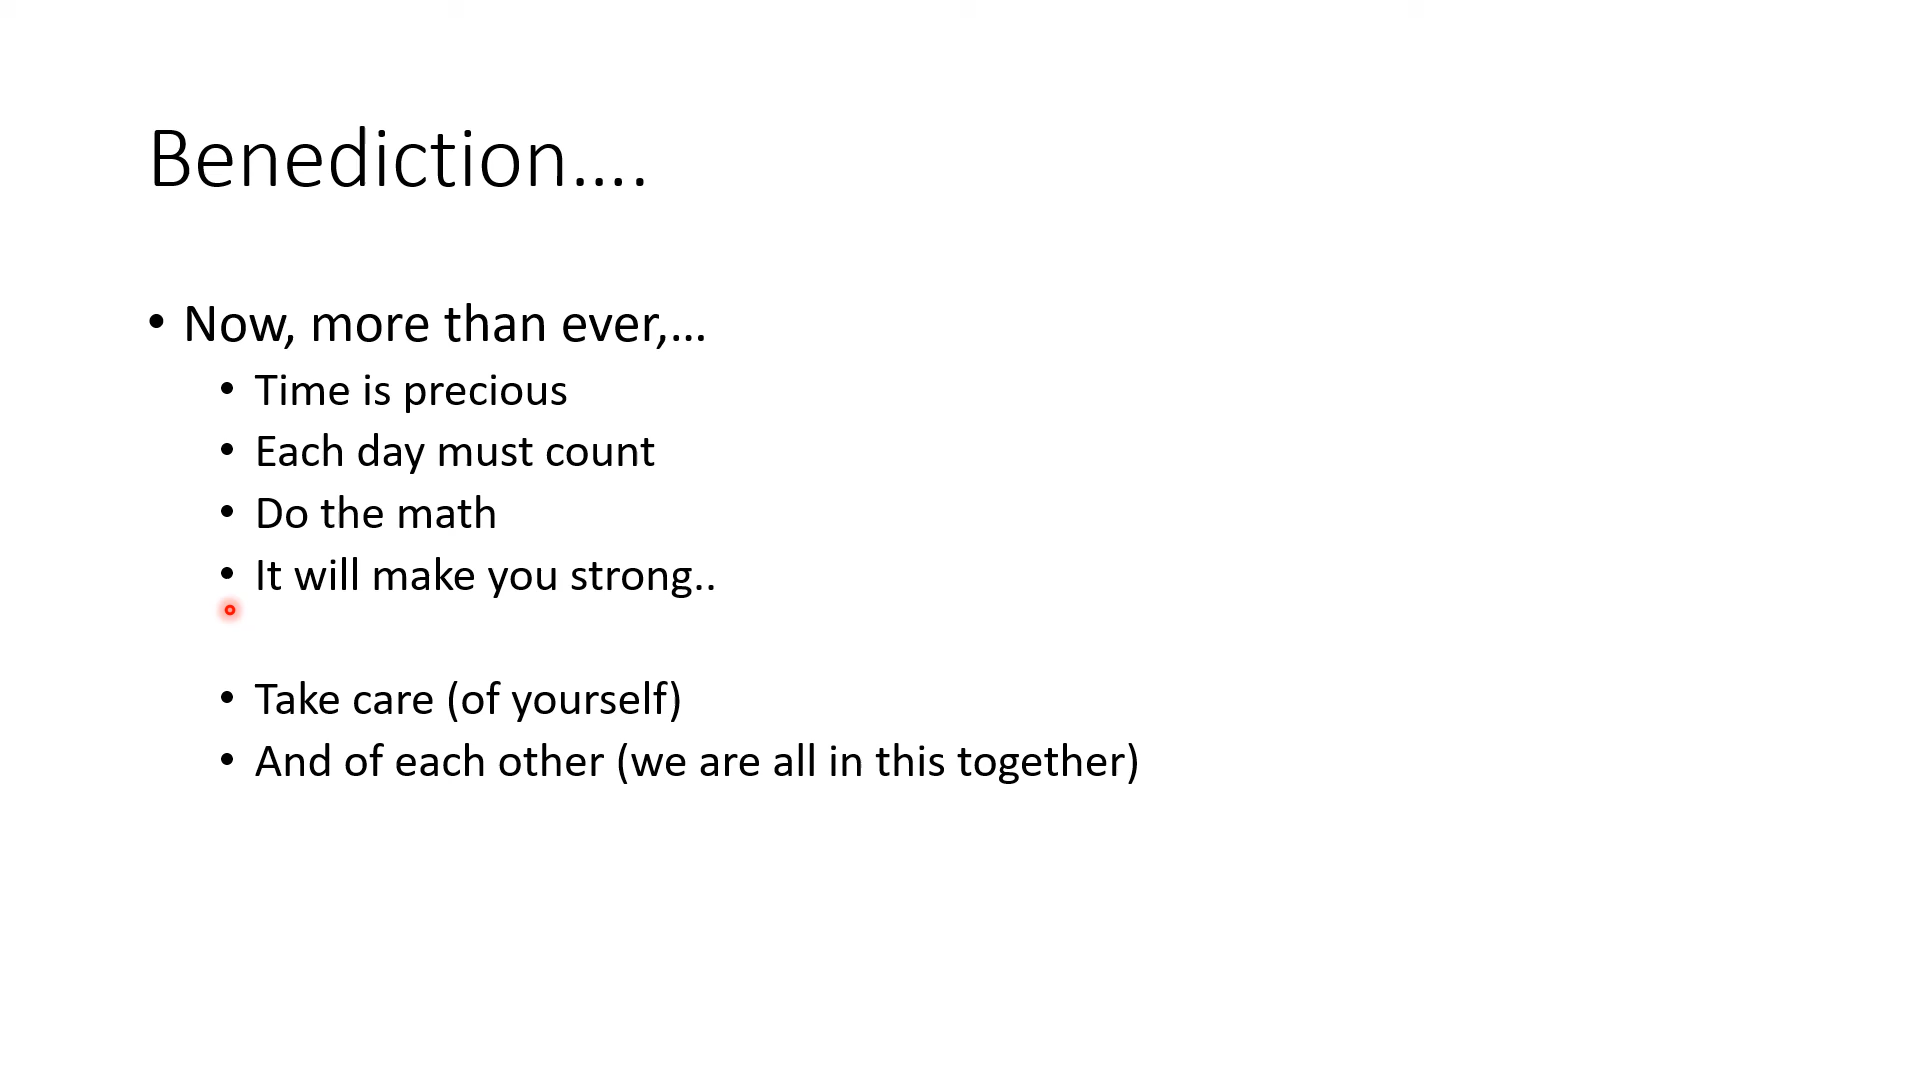 Benediction....
• Now, more than ever,...
• Time is precious
• Each day must count
• Do the math
• It will make you strong..
• Take care (of yourself)
• And of each other (we are all in this together)